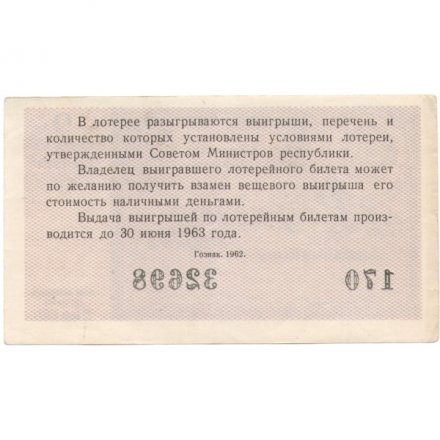 В лотерее разыгрываются выигрыши, перечень и
количество которых установлены условиями лотереи,
утвержденными Советом Министров республики.
Владелец выигравшего лотерейного билета может
по желанию получить взамен вещевого выигрыша его
стоимость наличными деньгами.
Выдача выигрышей по лотерейным билетам произ-
водится до 30 июня 1963 года.
Гознак. 1962.
32698 170